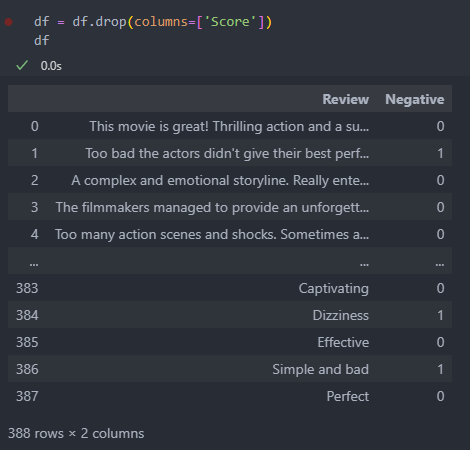 df = df.drop(columns=['Score'])
df
0.0s
Review Negative
0 This movie is great! Thrilling action and a su... 0
1 Too bad the actors didn't give their best perf... 1
2 A complex and emotional storyline. Really ente... 0
3 The filmmakers managed to provide an unforgett... 0
4 Too many action scenes and shocks. Sometimes a... 0
... ... ...
383 Captivating 0
384 Dizziness 1
385 Effective 0
386 Simple and bad 1
387 Perfect 0
388 rows × 2 columns